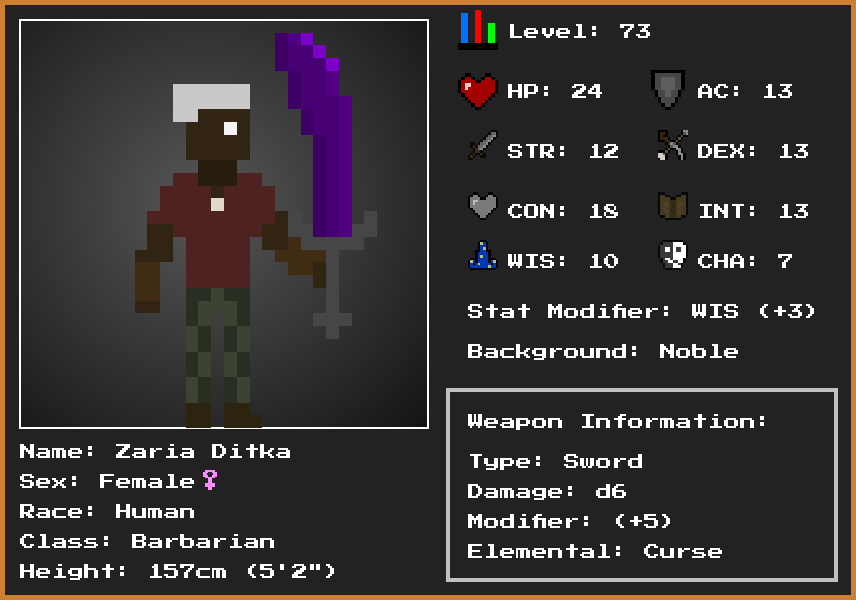 Level: 73
HP: 24
AC: 13
STR: 12
DEX: 13
CON: 18
INT: 13
WIS: 10
CHA: 7
Stat Modifier: WIS (+3)
Background: Noble
Weapon Information:
Type: Sword
Damage: d6
Modifier: (+5)
Elemental: Curse
Name: Zaria Ditka
Sex: Female♀
Race: Human
Class: Barbarian
Height: 157cm (5'2")